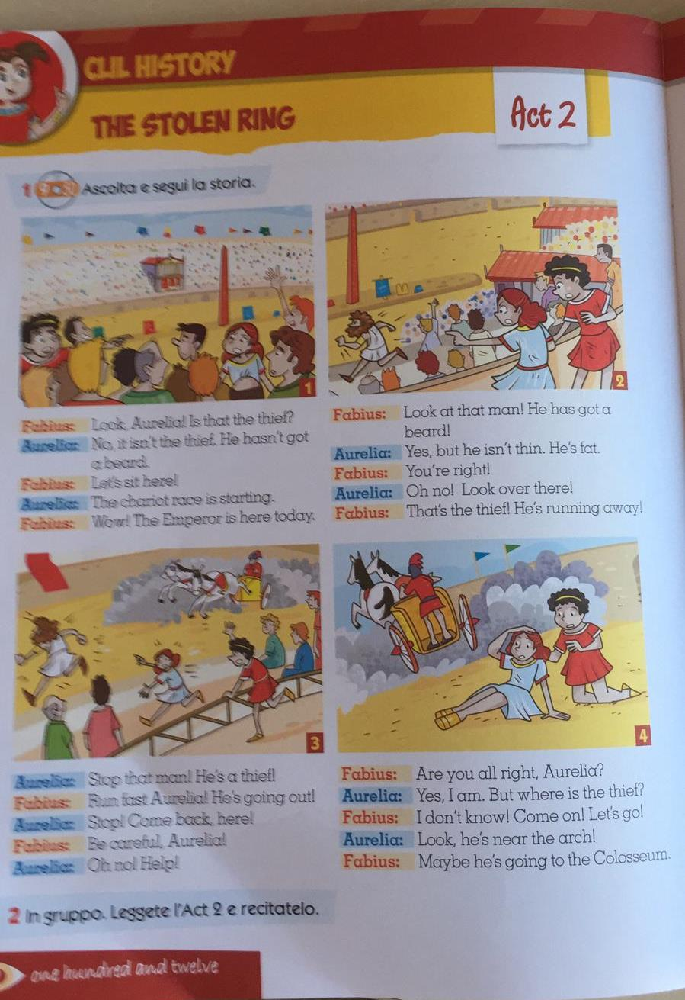 CLIL HISTORY
THE STOLEN RING
Act 2
1 Ascolta e segui la storia.
1
Fabius: Look, Aurelia! Is that the thief?
Aurelia: No, it isn't the thief. He hasn't got
a beard.
Fabius: Let's sit here!
Aurelia: The chariot race is starting.
Fabius: Wow! The Emperor is here today.
2
Fabius: Look at that man! He has got a
beard!
Aurelia: Yes, but he isn't thin. He's fat.
Fabius: You're right!
Aurelia: Oh no! Look over there!
Fabius: That's the thief! He's running away!
3
Aurelia: Stop that man! He's a thief!
Fabius: Run fast Aurelia! He's going out!
Aurelia: Stop! Come back, here!
Fabius: Be careful, Aurelia!
Aurelia: Oh no! Help!
4
Fabius: Are you all right, Aurelia?
Aurelia: Yes, I am. But where is the thief?
Fabius: I don't know! Come on! Let's go!
Aurelia: Look, he's near the arch!
Fabius: Maybe he's going to the Colosseum.
2 In gruppo. Leggete l'Act 2 e recitatelo.
one hundred and twelve